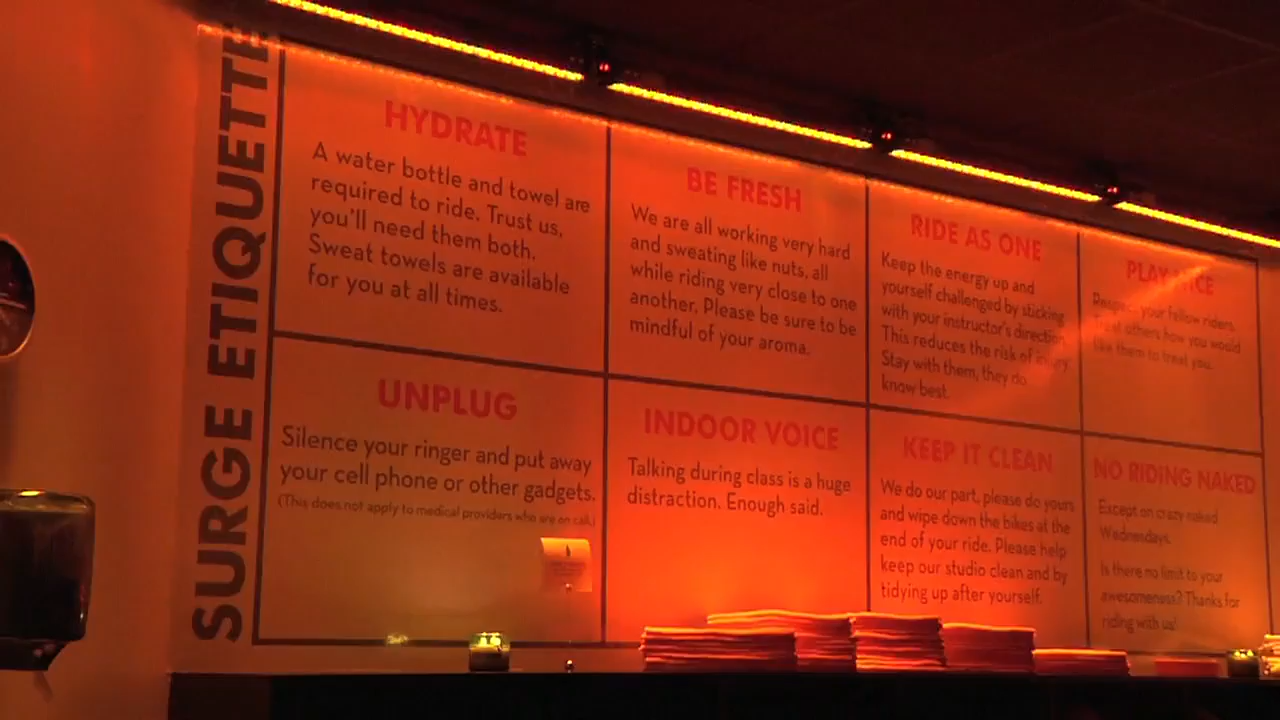 SURGE ETIQUETTE
HYDRATE
A water bottle and towel are
required to ride. Trust us,
you'll need them both.
Sweat towels are available
for you at all times.
BE FRESH
We are all working very hard
and sweating like nuts, all
while riding very close to one
another. Please be sure to be
mindful of your aroma.
RIDE AS ONE
Keep the energy up and
yourself challenged by sticking
with your instructor's direction.
This reduces the risk of injury.
Stay with them, they do
know best.
PLAY NICE
Respect your fellow riders,
treat others how you would
like them to treat you.
UNPLUG
Silence your ringer and put away
your cell phone or other gadgets.
(This does not apply to medical providers who are on call.)
INDOOR VOICE
Talking during class is a huge
distraction. Enough said.
KEEP IT CLEAN
We do our part, please do yours
and wipe down the bikes at the
end of your ride. Please help
keep our studio clean and by
tidying up after yourself.
NO RIDING NAKED
Except on crazy naked
Wednesdays.
Is there no limit to your
awesomeness? Thanks for
riding with us!